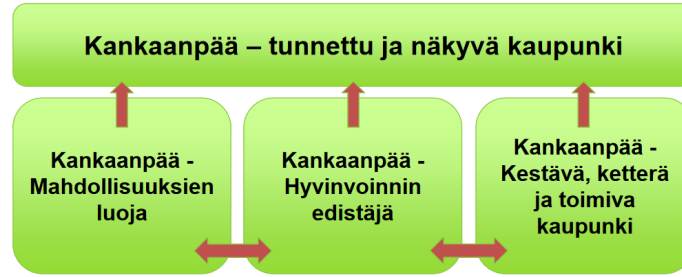 Kankaanpää – tunnettu ja näkyvä kaupunki
Kankaanpää -
Mahdollisuuksien
luoja
Kankaanpää -
Hyvinvoinnin
edistäjä
Kankaanpää -
Kestävä, ketterä
ja toimiva
kaupunki